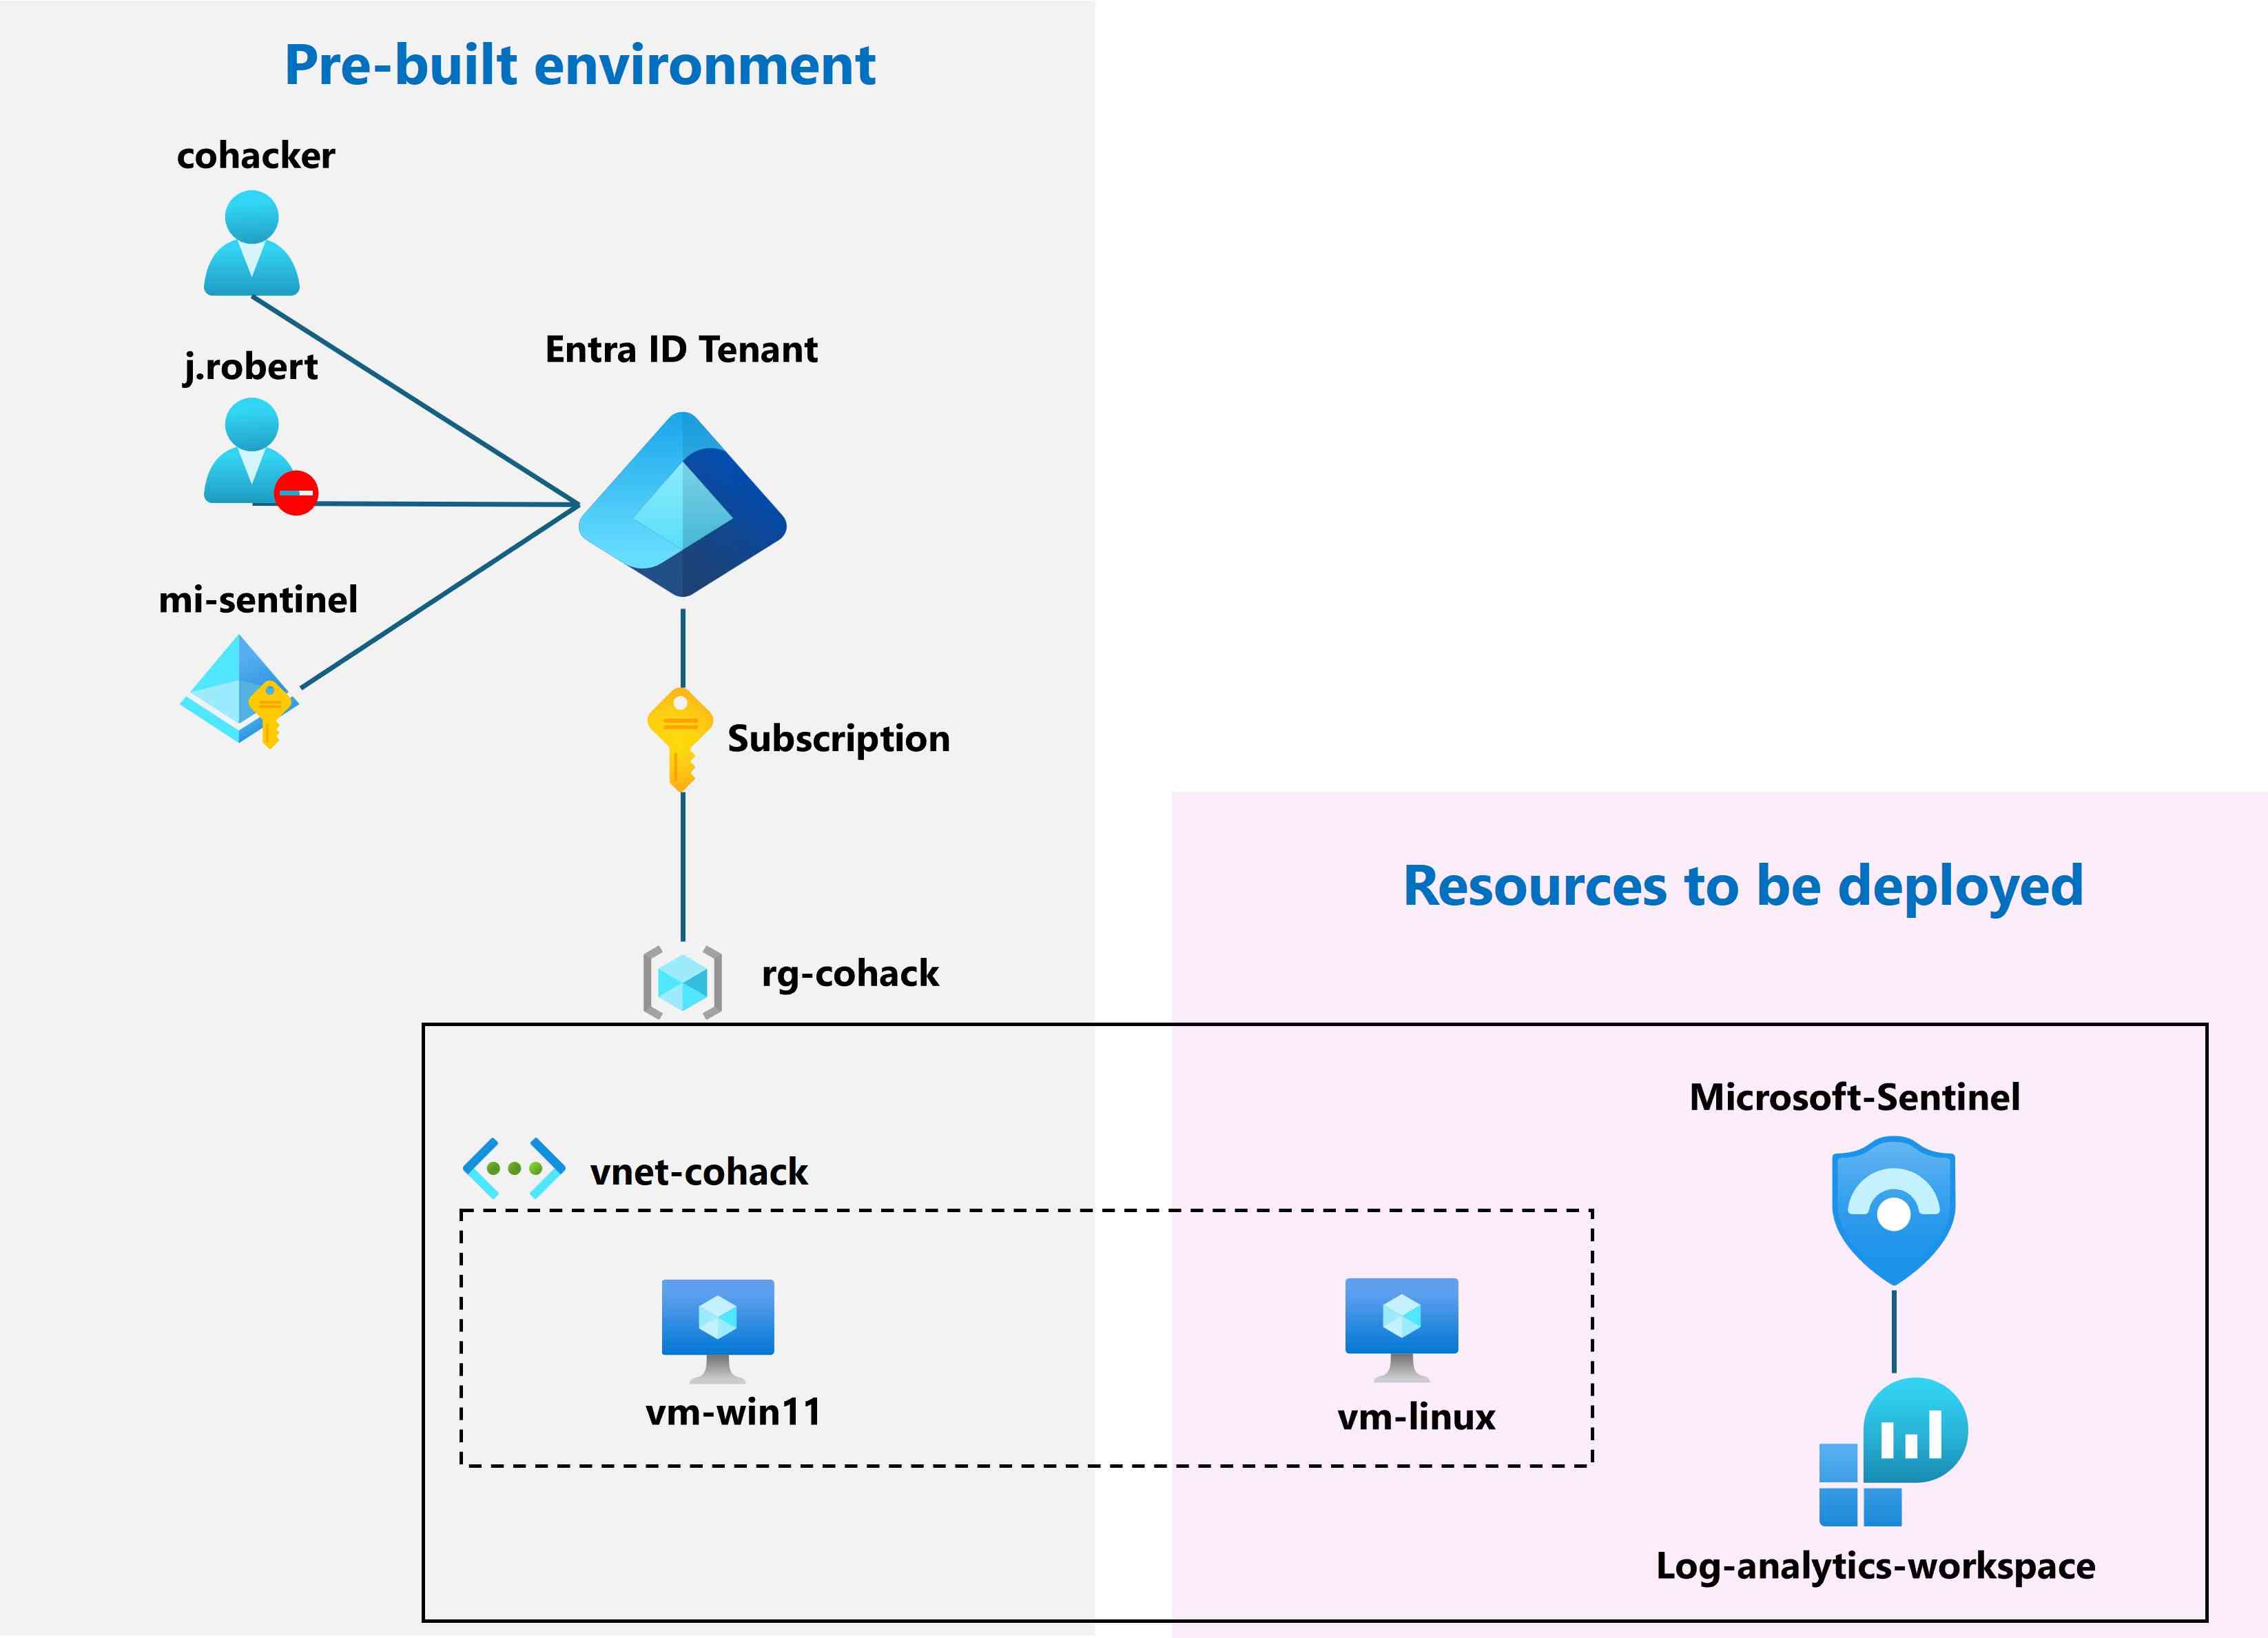 Pre-built environment
cohacker
j.robert
Entra ID Tenant
mi-sentinel
Subscription
rg-cohack
Resources to be deployed
vnet-cohack
vm-win11
vm-linux
Microsoft-Sentinel
Log-analytics-workspace